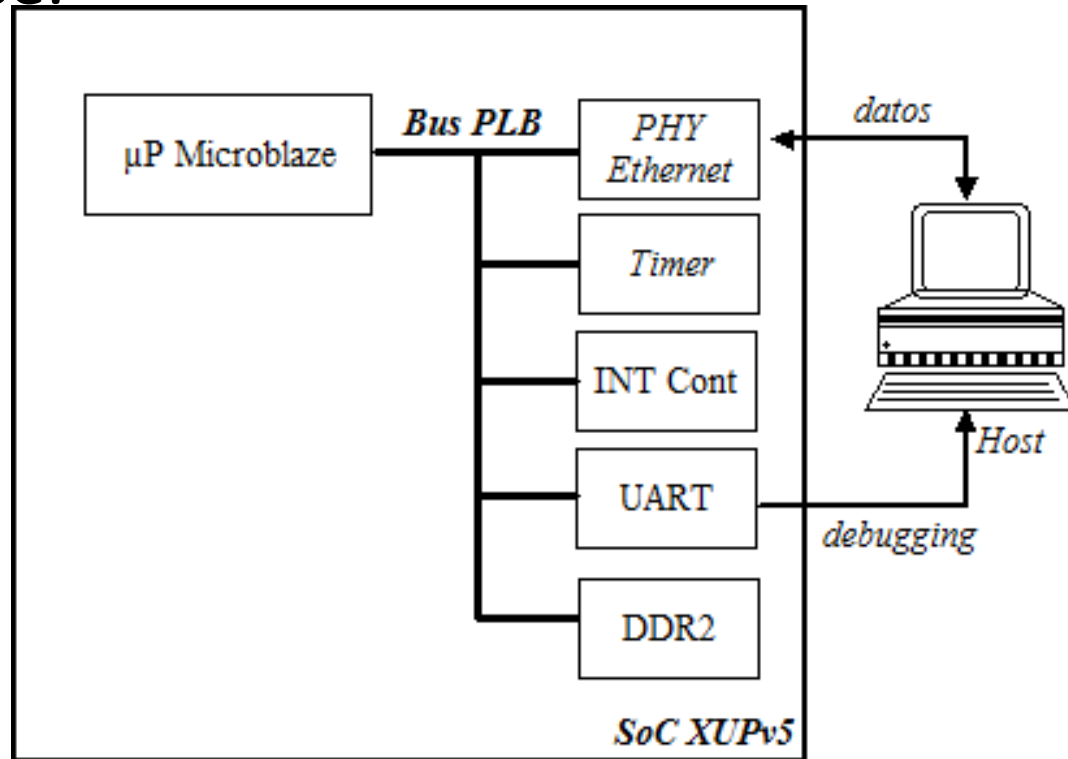 Bus PLB
µP Microblaze
PHY
Ethernet
datos
Timer
INT Cont
Host
UART
debugging
DDR2
SoC XUPv5